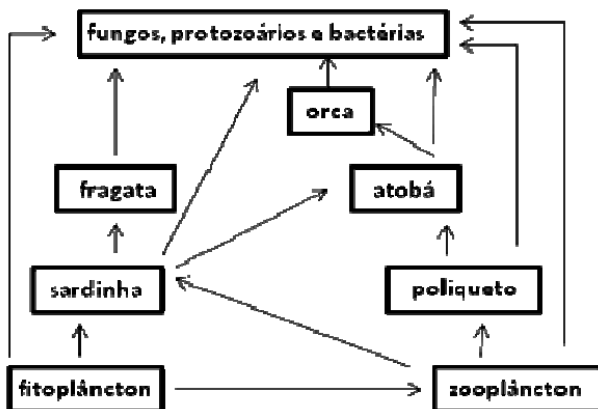 fungos, protozoários e bactérias
orca
fragata
atobá
sardinha
poliqueto
fitoplâncton
zooplâncton